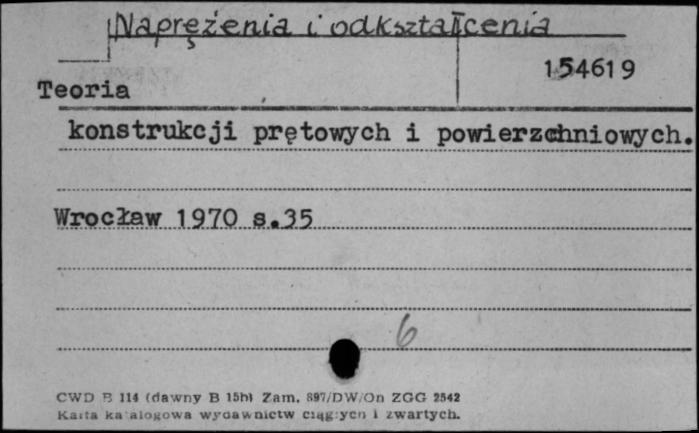 Naprężenia i odkształcenia
154619
Teoria
konstrukcji prętowych i powierzchniowych.
Wrocław 1970 s.35
6
CWD B 114 (dawny B 15b) Zam. 897/DW/On ZGG 2542
Karta katalogowa wydawnictw ciągłych i zwartych.